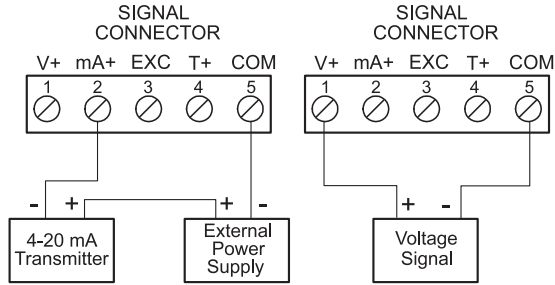 SIGNAL
CONNECTOR
V+ mA+ EXC T+ COM
1 2 3 4 5
- + + -
4-20 mA
Transmitter
External
Power
Supply
SIGNAL
CONNECTOR
V+ mA+ EXC T+ COM
1 2 3 4 5
+ -
Voltage
Signal